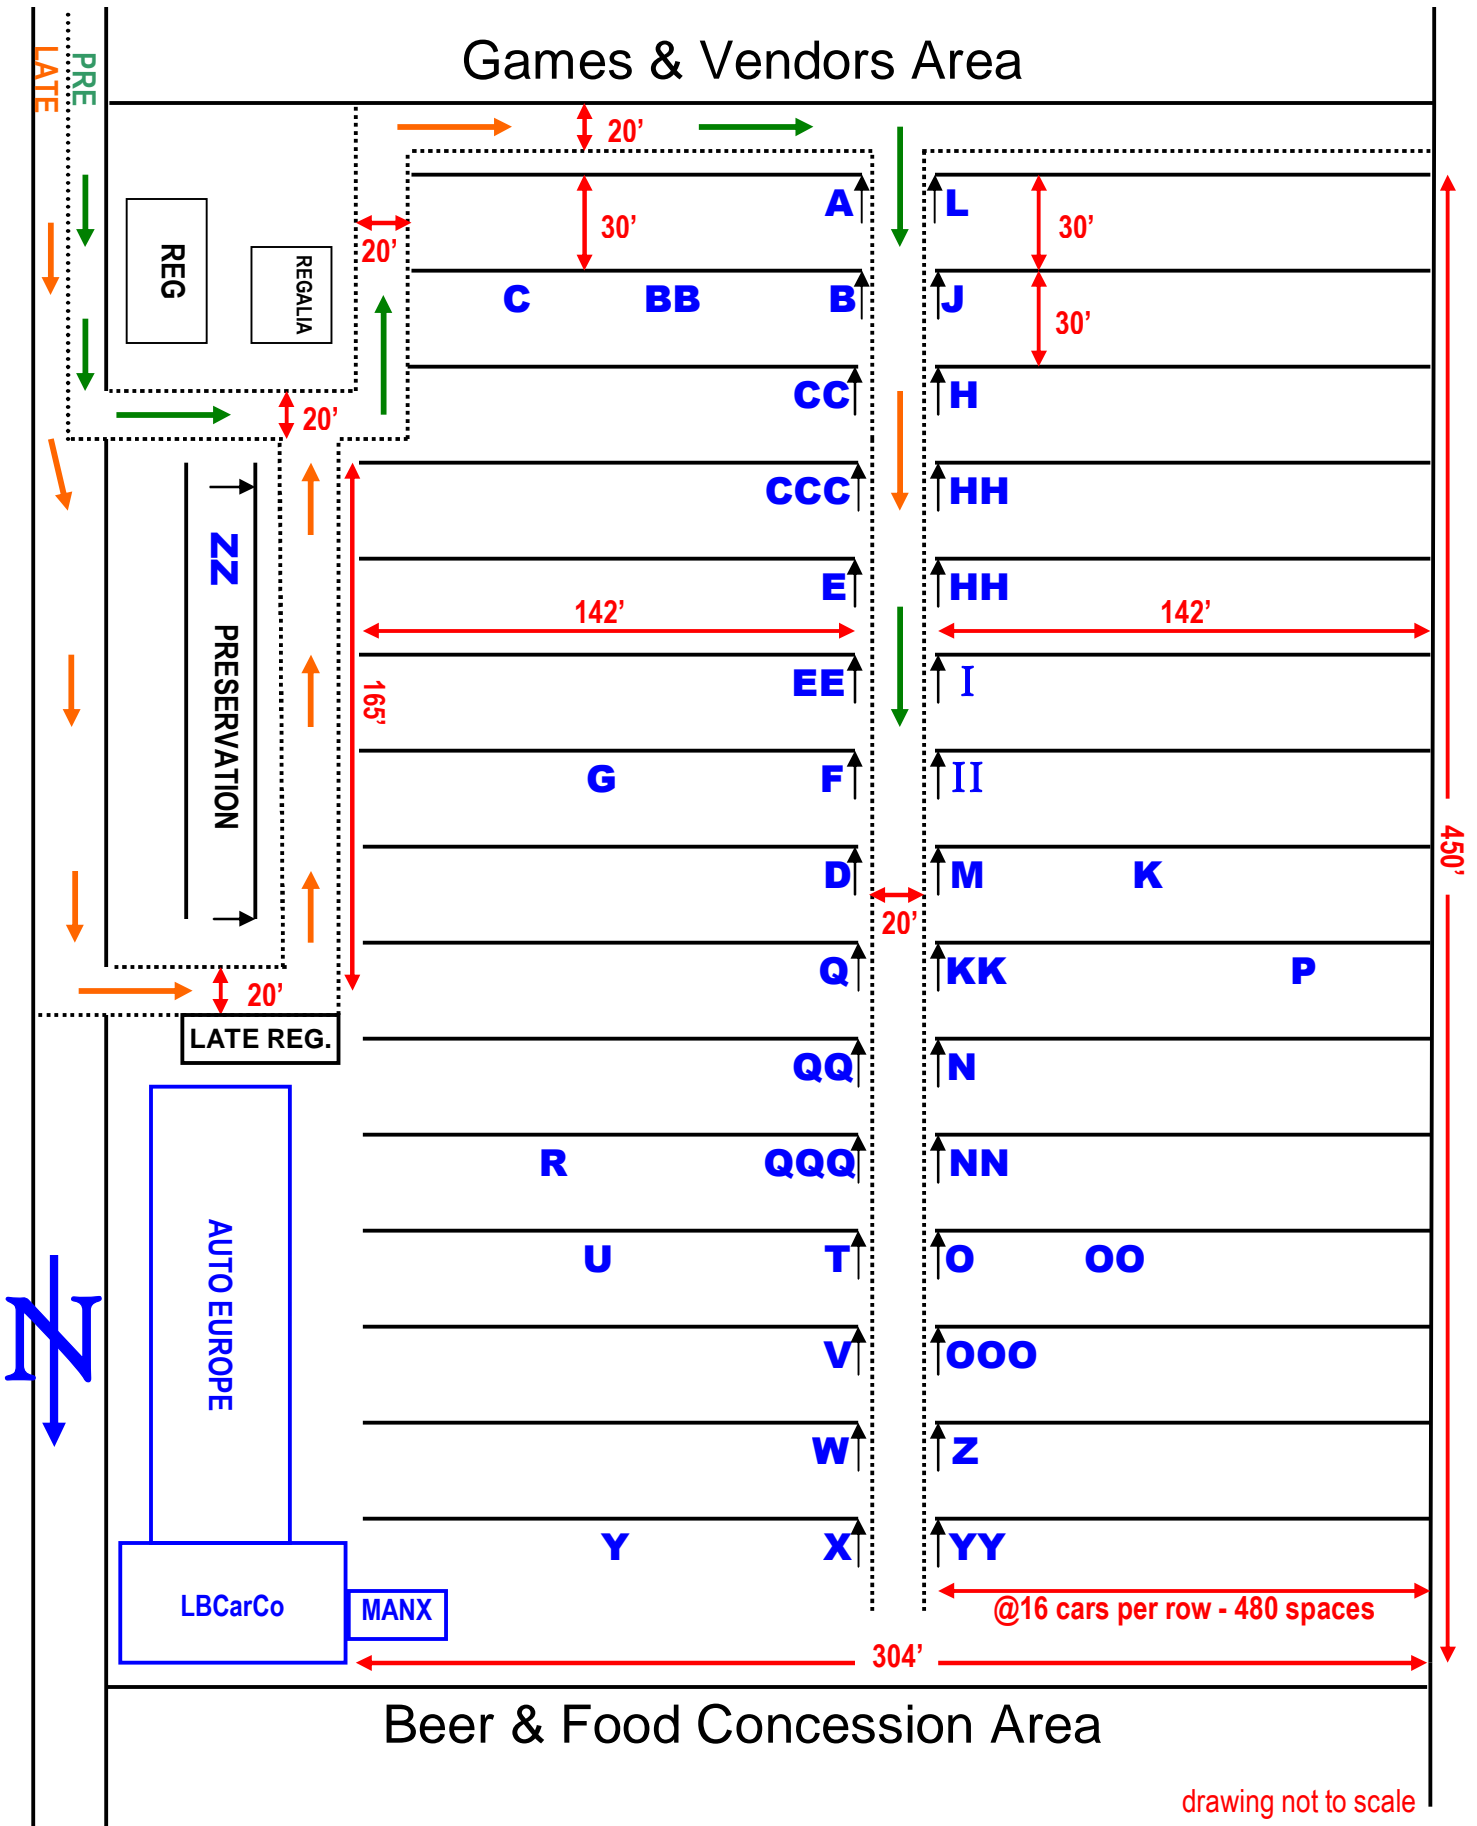 Games & Vendors Area
LATE
PRE
20’
A
L
REG
REGALIA
20’
30’
30’
C
BB
B
J
30’
CC
H
20’
CCC
HH
ZZ
PRESERVATION
E
HH
142’
142’
165’
EE
I
G
F
II
D
M
K
450’
20’
Q
KK
P
20’
LATE REG.
QQ
N
R
QQQ
NN
AUTO EUROPE
U
T
O
OO
N
V
OOO
W
Z
Y
X
YY
LBCarCo
MANX
@16 cars per row - 480 spaces
304’
Beer & Food Concession Area
drawing not to scale